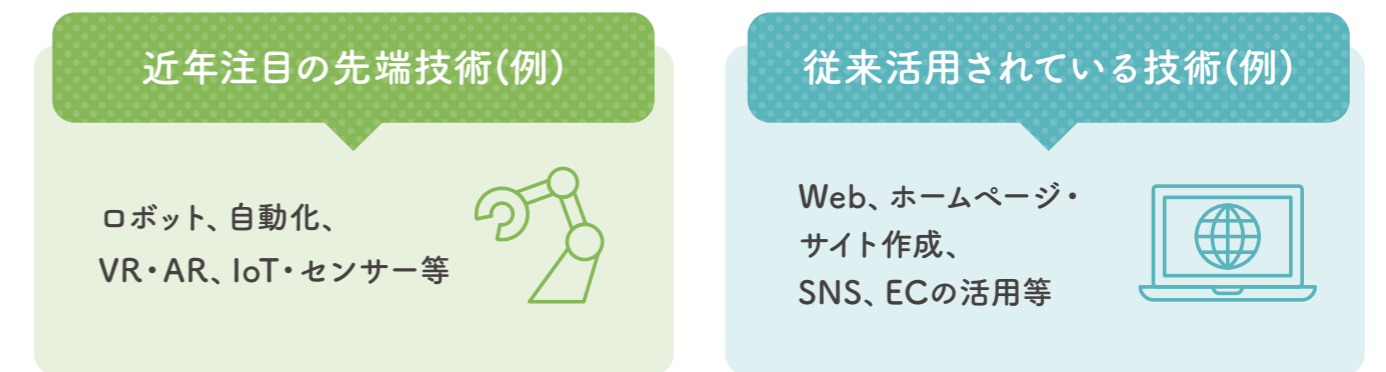 近年注目の先端技術(例)
ロボット、自動化、
VR・AR、IoT・センサー等
従来活用されている技術(例)
Web、ホームページ・
サイト作成、
SNS、ECの活用等